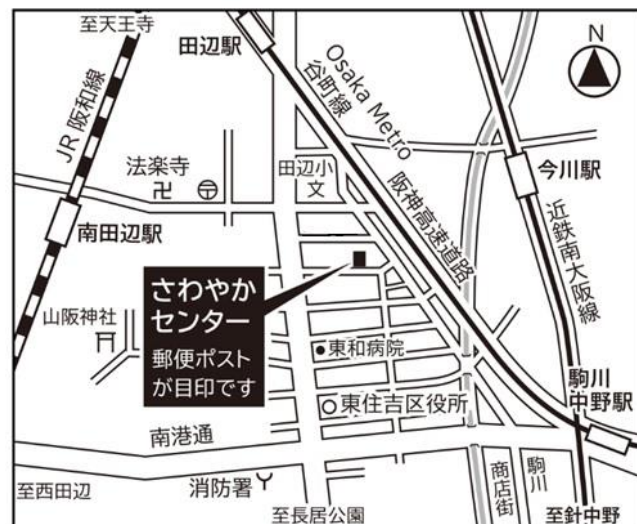 至天王寺
田辺駅
N
JR 阪和線
Osaka Metro
谷町線
法楽寺
卍
〒
田辺小
文
今川駅
阪神高速道路
南田辺駅
近鉄南大阪線
さわやか
センター
郵便ポスト
が目印です
山阪神社
東和病院
東住吉区役所
駒川
中野駅
南港通
至西田辺
消防署
至長居公園
商店街
駒川
至針中野